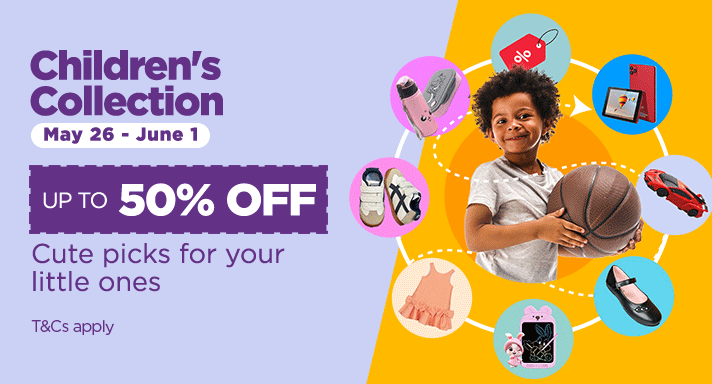 Children's
Collection
May 26 - June 1
UP TO 50% OFF
Cute picks for your
little ones
T&Cs apply
%